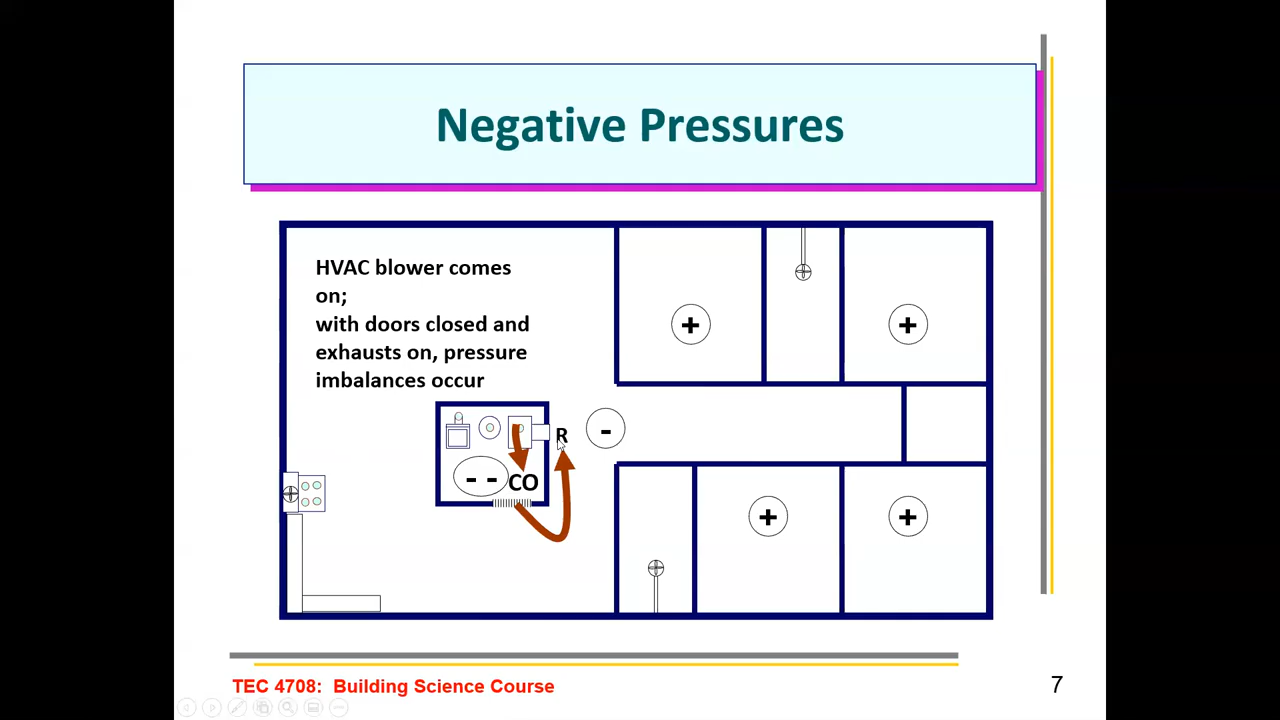 Negative Pressures
HVAC blower comes
on;
with doors closed and
exhausts on, pressure
imbalances occur
+
+
R
-
- -
CO
+
+
TEC 4708: Building Science Course
7